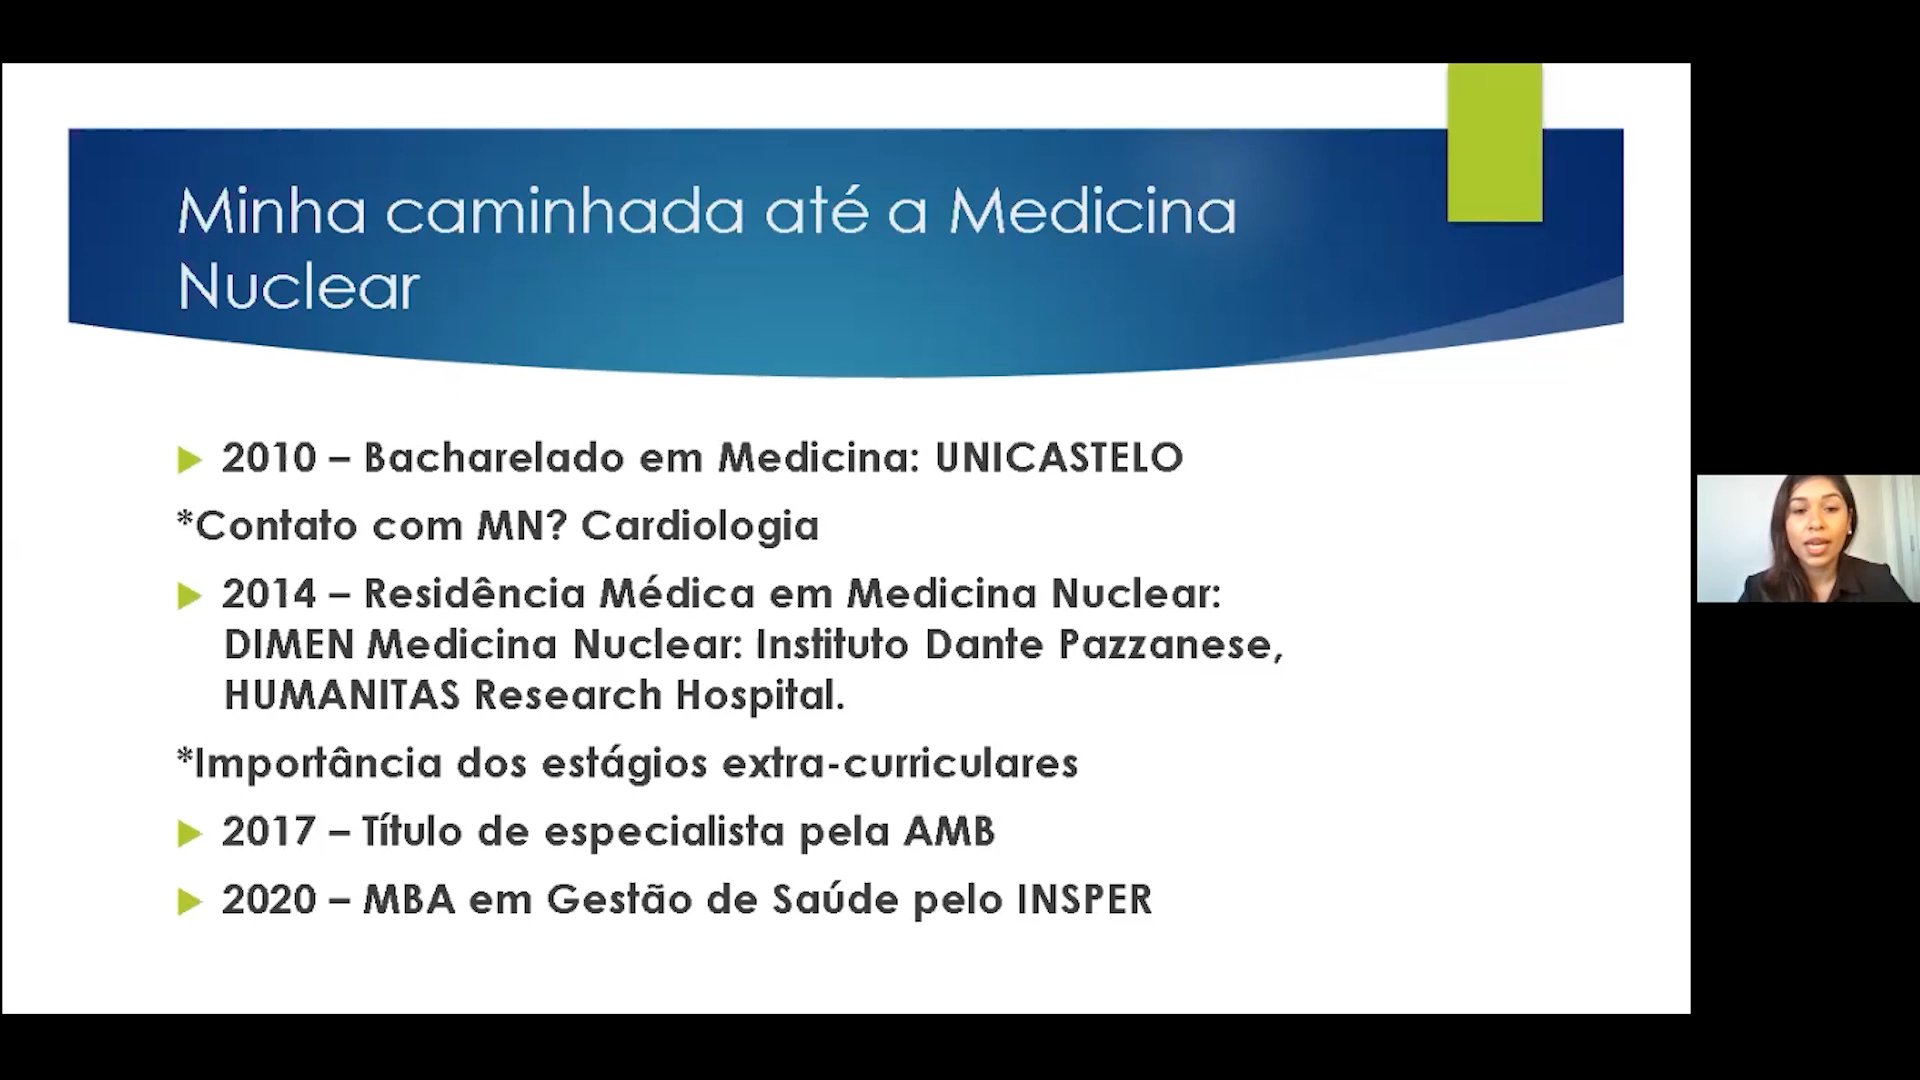 Minha caminhada até a Medicina
Nuclear
2010 – Bacharelado em Medicina: UNICASTELO
*Contato com MN? Cardiologia
2014 – Residência Médica em Medicina Nuclear:
DIMEN Medicina Nuclear: Instituto Dante Pazzanese,
HUMANITAS Research Hospital.
*Importância dos estágios extra-curriculares
2017 – Título de especialista pela AMB
2020 – MBA em Gestão de Saúde pelo INSPER